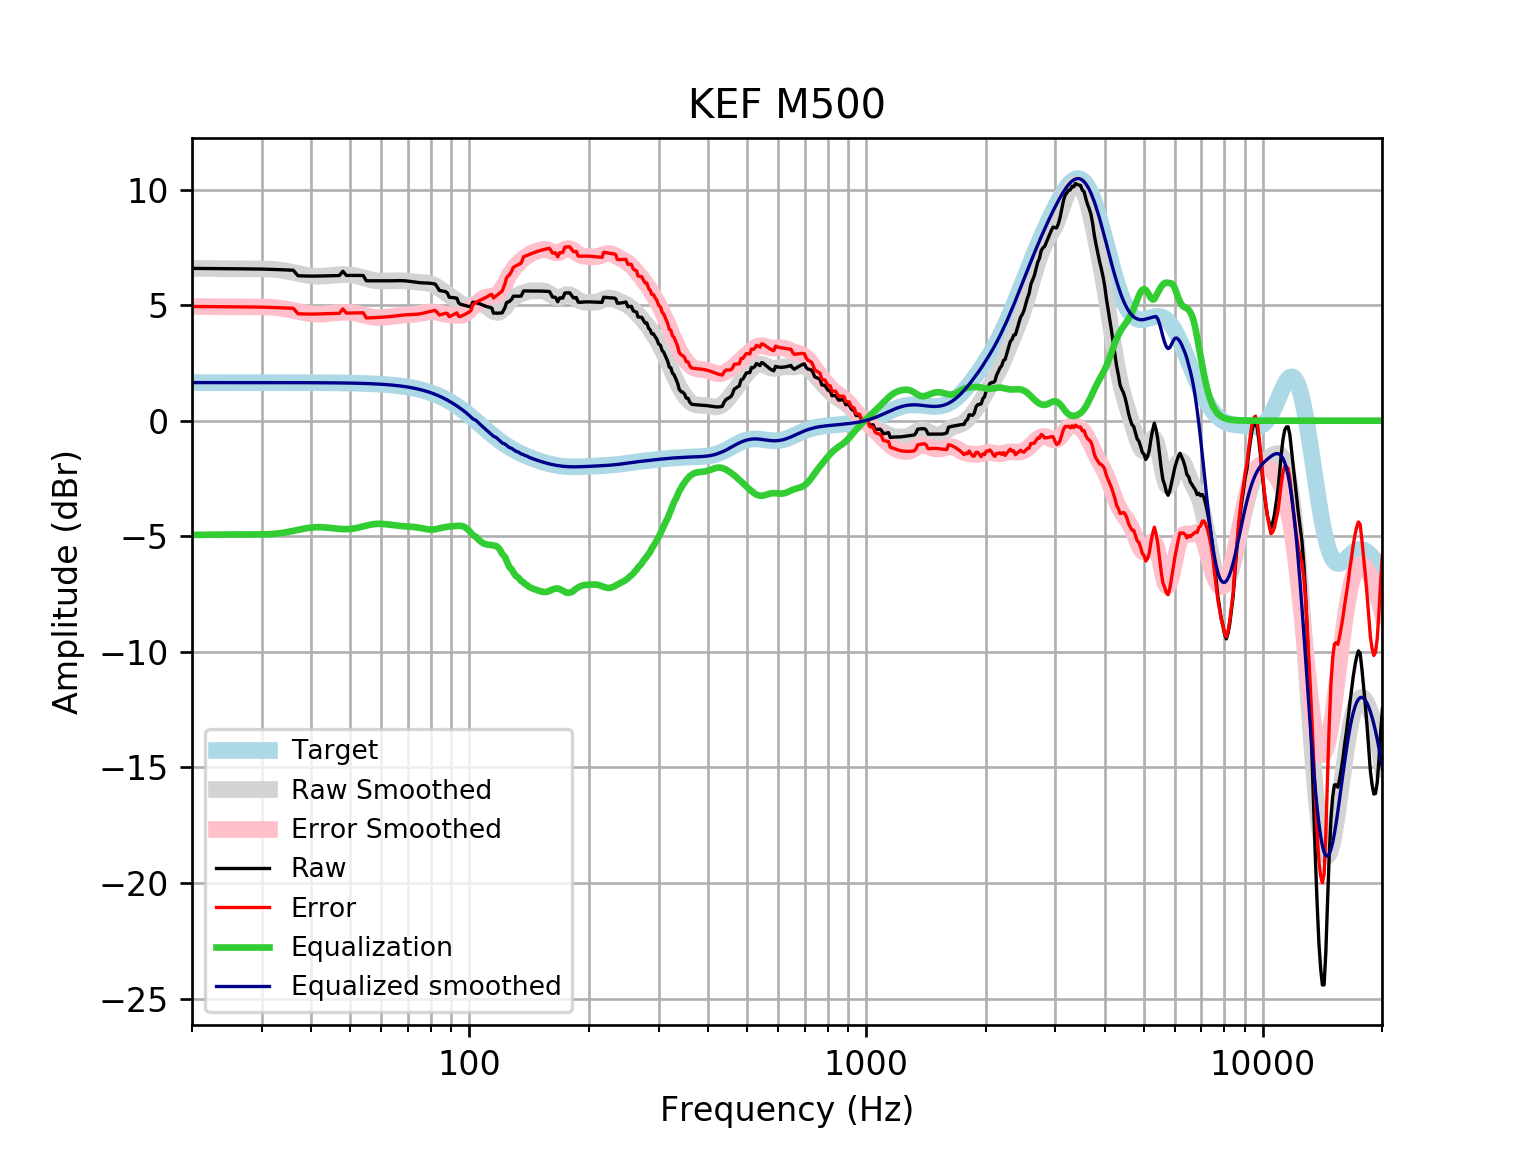 KEF M500
10
5
0
−5
−10
−15
−20
−25
Amplitude (dBr)
Target
Raw Smoothed
Error Smoothed
Raw
Error
Equalization
Equalized smoothed
100 1000 10000
Frequency (Hz)